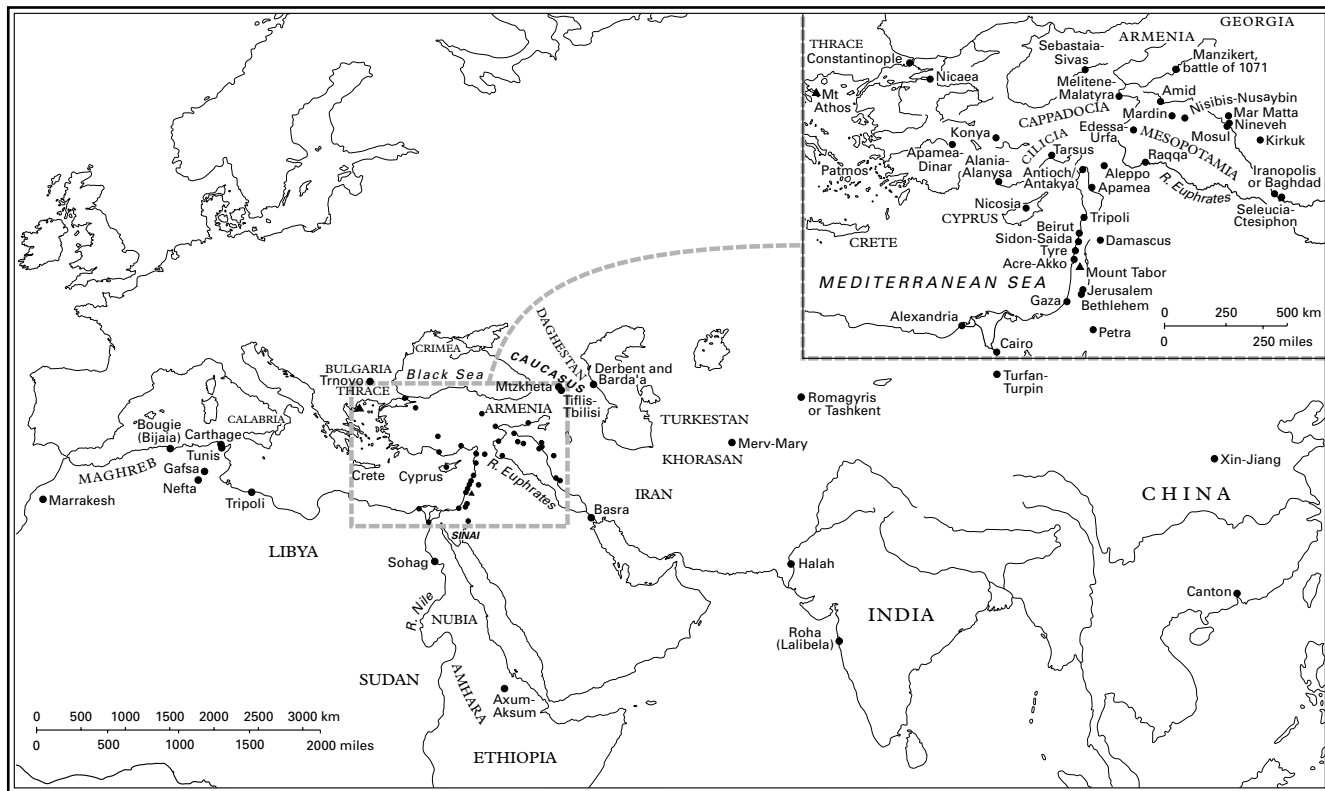 GEORGIA
ARMENIA
THRACE
Constantinople
Sebastaia-
Sivas
Manzikert,
battle of 1071
Nicaea
Melitene-
Malatyra
Amid
Nisibis-Nusaybin
Mt
Athos
CAPPADOCIA
Mardin
Mar Matta
Nineveh
Mosul
Kirkuk
Konya
CILICIA
Edessa-
Urfa
MESOPOTAMIA
Apamea-
Dinar
Tarsus
Raqqa
Iranopolis
or Baghdad
Patmos
Alania-
Alanysa
Antioch/
Antakya
Aleppo
Apamea
R. Euphrates
Seleucia-
Ctesiphon
Nicosia
CYPRUS
Tripoli
CRETE
Beirut
Sidon-Saida
Tyre
Acre-Akko
Damascus
Mount Tabor
MEDITERRANEAN SEA
Jerusalem
Bethlehem
Gaza
Alexandria
Petra
Cairo
0 500 km
0 250 miles
Turfan-
Turpin
DAGHESTAN
CRIMEA
CAUCASUS
BULGARIA
Trnovo
THRACE
Black Sea
Derbent and
Barda'a
Mtzkheta
Tiflis-
Tbilisi
ARMENIA
Romagyris
or Tashkent
TURKESTAN
Merv-Mary
KHORASAN
CALABRIA
Bougie
(Bijaia)
Carthage
Tunis
MAGHREB
Gafsa
Nefta
Crete
Cyprus
R. Euphrates
Marrakesh
Tripoli
IRAN
Basra
Xin-Jiang
CHINA
LIBYA
SINAI
Sohag
Halah
R. Nile
NUBIA
INDIA
Canton
Roha
(Lalibela)
SUDAN
AMHARA
Axum-
Aksum
ETHIOPIA
0 500 1000 1500 2000 2500 3000 km
0 500 1000 1500 2000 miles